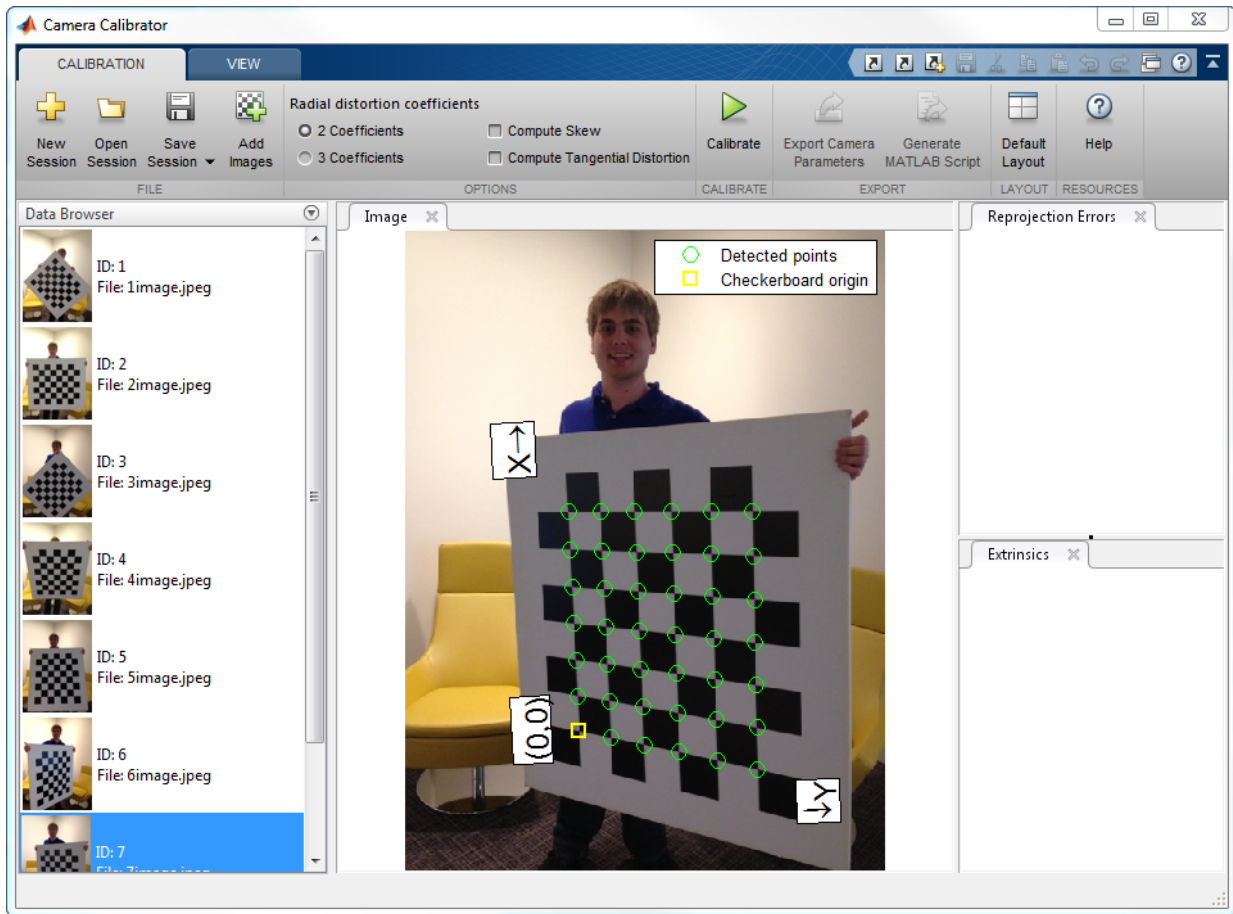 Camera Calibrator
CALIBRATION
VIEW
New Session
Open Session
Save Session
Add Images
Radial distortion coefficients
2 Coefficients
3 Coefficients
Compute Skew
Compute Tangential Distortion
Calibrate
Export Camera Parameters
Generate MATLAB Script
Default Layout
Help
FILE
OPTIONS
CALIBRATE
EXPORT
LAYOUT
RESOURCES
Data Browser
ID: 1
File: 1image.jpeg
ID: 2
File: 2image.jpeg
ID: 3
File: 3image.jpeg
ID: 4
File: 4image.jpeg
ID: 5
File: 5image.jpeg
ID: 6
File: 6image.jpeg
ID: 7
File: 7image.jpeg
Image
Detected points
Checkerboard origin
X→
(0,0)
Y→
Reprojection Errors
Extrinsics